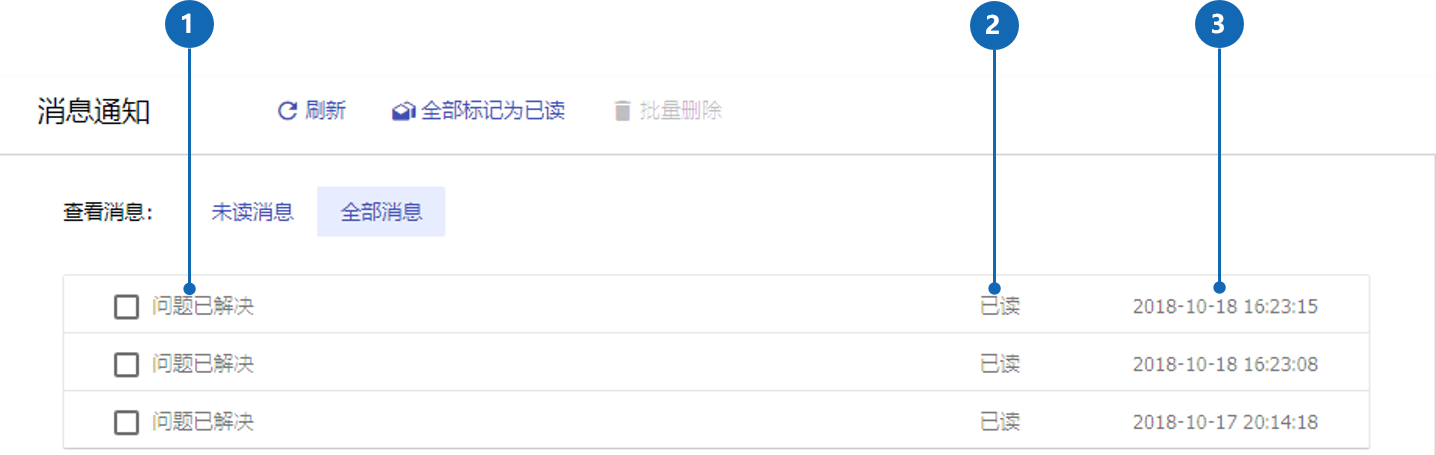 1 2 3
消息通知 刷新 全部标记为已读 批量删除
查看消息： 未读消息 全部消息
问题已解决 已读 2018-10-18 16:23:15
问题已解决 已读 2018-10-18 16:23:08
问题已解决 已读 2018-10-17 20:14:18